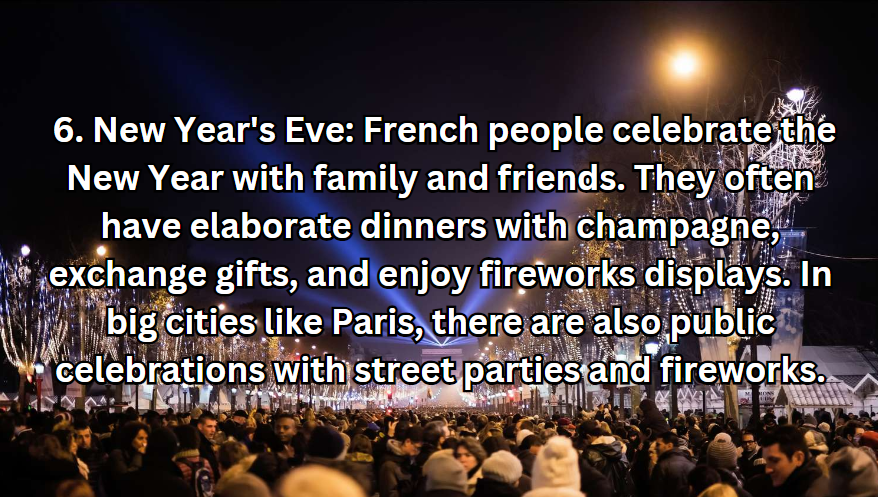 6. New Year's Eve: French people celebrate the
New Year with family and friends. They often
have elaborate dinners with champagne,
exchange gifts, and enjoy fireworks displays. In
big cities like Paris, there are also public
celebrations with street parties and fireworks.